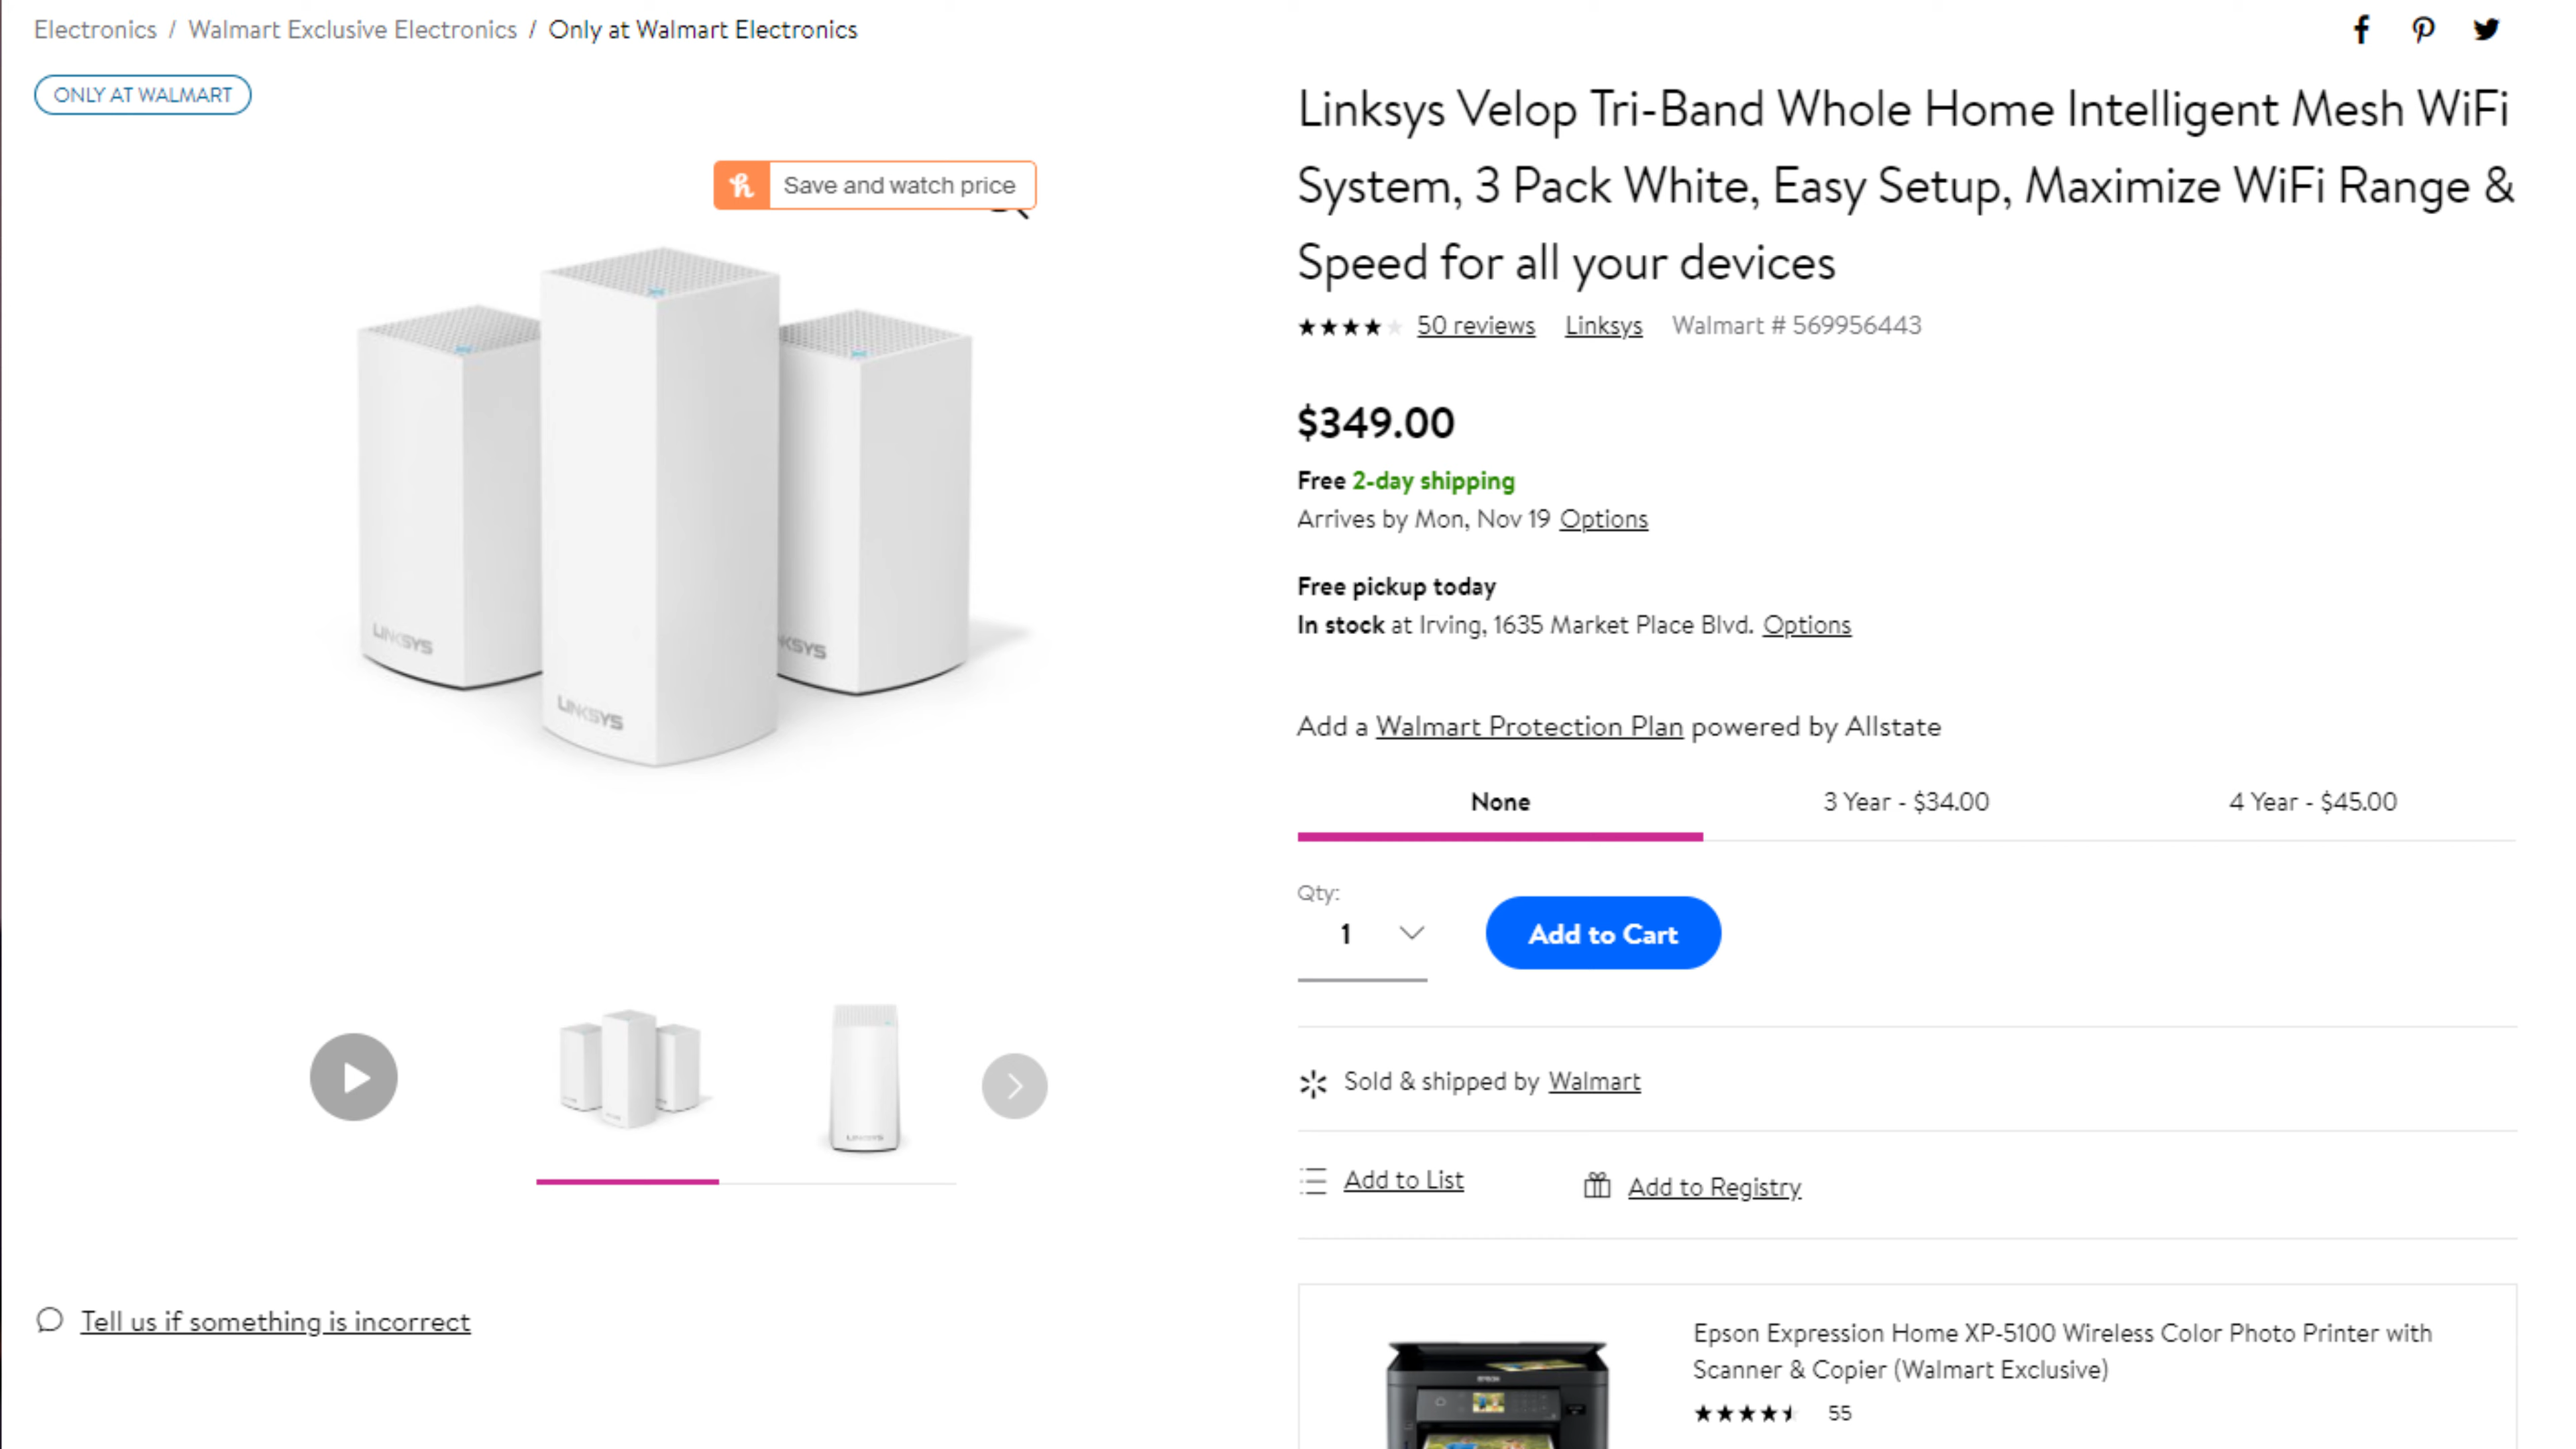 Electronics / Walmart Exclusive Electronics / Only at Walmart Electronics
ONLY AT WALMART
Save and watch price
LINKSYS
LINKSYS
KSYS
LINKSYS
Tell us if something is incorrect
Linksys Velop Tri-Band Whole Home Intelligent Mesh WiFi
System, 3 Pack White, Easy Setup, Maximize WiFi Range &
Speed for all your devices
50 reviews Linksys Walmart # 569956443
$349.00
Free 2-day shipping
Arrives by Mon, Nov 19 Options
Free pickup today
In stock at Irving, 1635 Market Place Blvd. Options
Add a Walmart Protection Plan powered by Allstate
None 3 Year - $34.00 4 Year - $45.00
Qty:
1 Add to Cart
Sold & shipped by Walmart
Add to List Add to Registry
Epson Expression Home XP-5100 Wireless Color Photo Printer with
Scanner & Copier (Walmart Exclusive)
55
EPSON